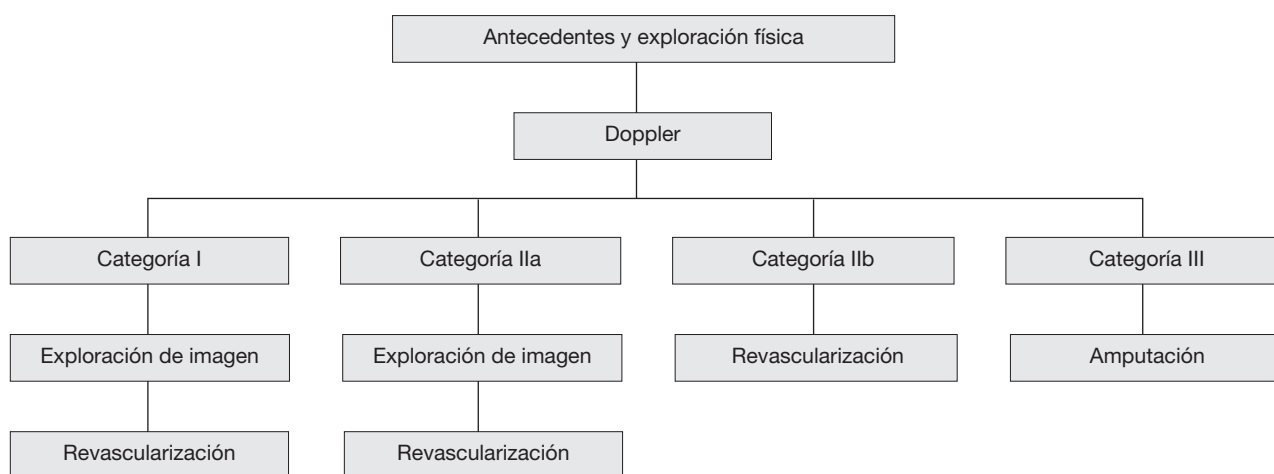 Antecedentes y exploración física
Doppler
Categoría I
Categoría IIa
Categoría IIb
Categoría III
Exploración de imagen
Exploración de imagen
Revascularización
Amputación
Revascularización
Revascularización